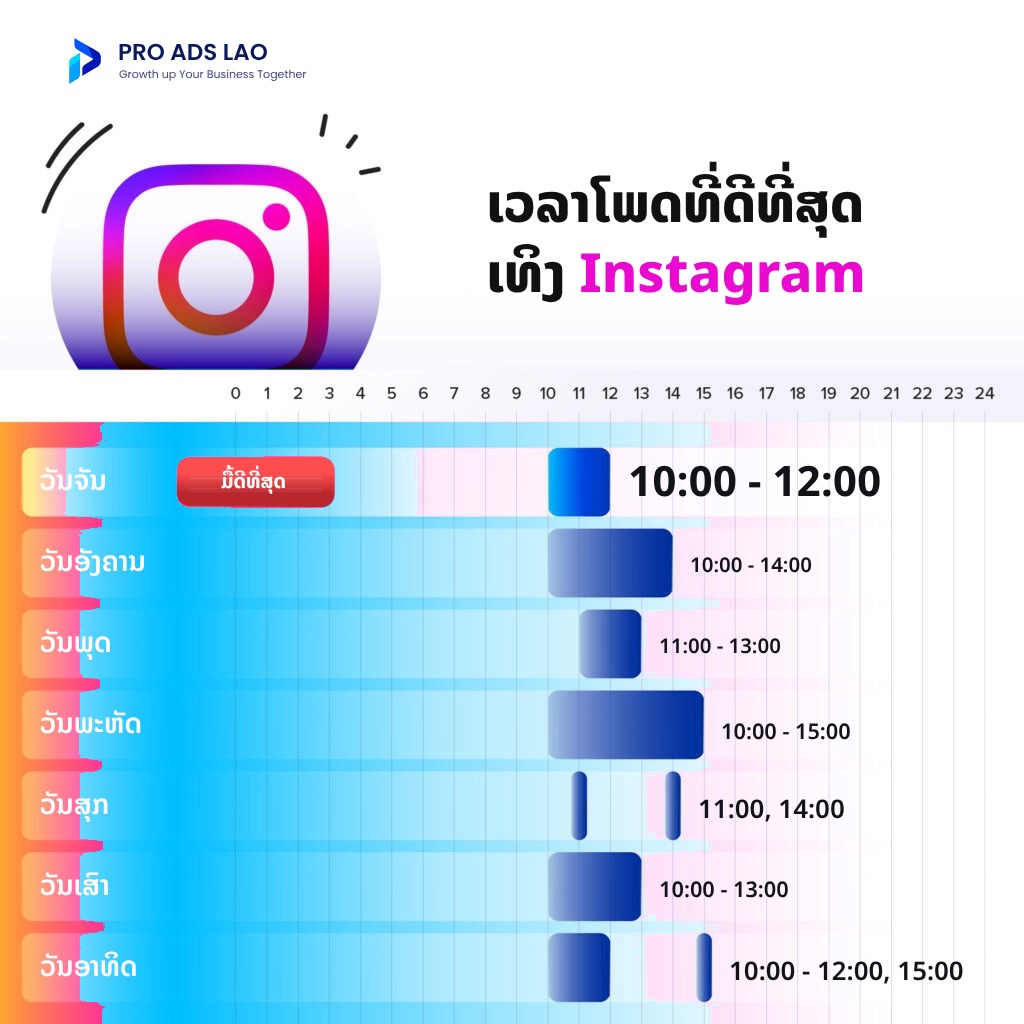 PRO ADS LAO
Growth up Your Business Together
ເວລາໂພດທີ່ດີທີ່ສຸດ
ເທິງ Instagram
0 1 2 3 4 5 6 7 8 9 10 11 12 13 14 15 16 17 18 19 20 21 22 23 24
ວັນຈັນ ມື້ດີທີ່ສຸດ 10:00 - 12:00
ວັນອັງຄານ 10:00 - 14:00
ວັນພຸດ 11:00 - 13:00
ວັນພະຫັດ 10:00 - 15:00
ວັນສຸກ 11:00, 14:00
ວັນເສົາ 10:00 - 13:00
ວັນອາທິດ 10:00 - 12:00, 15:00